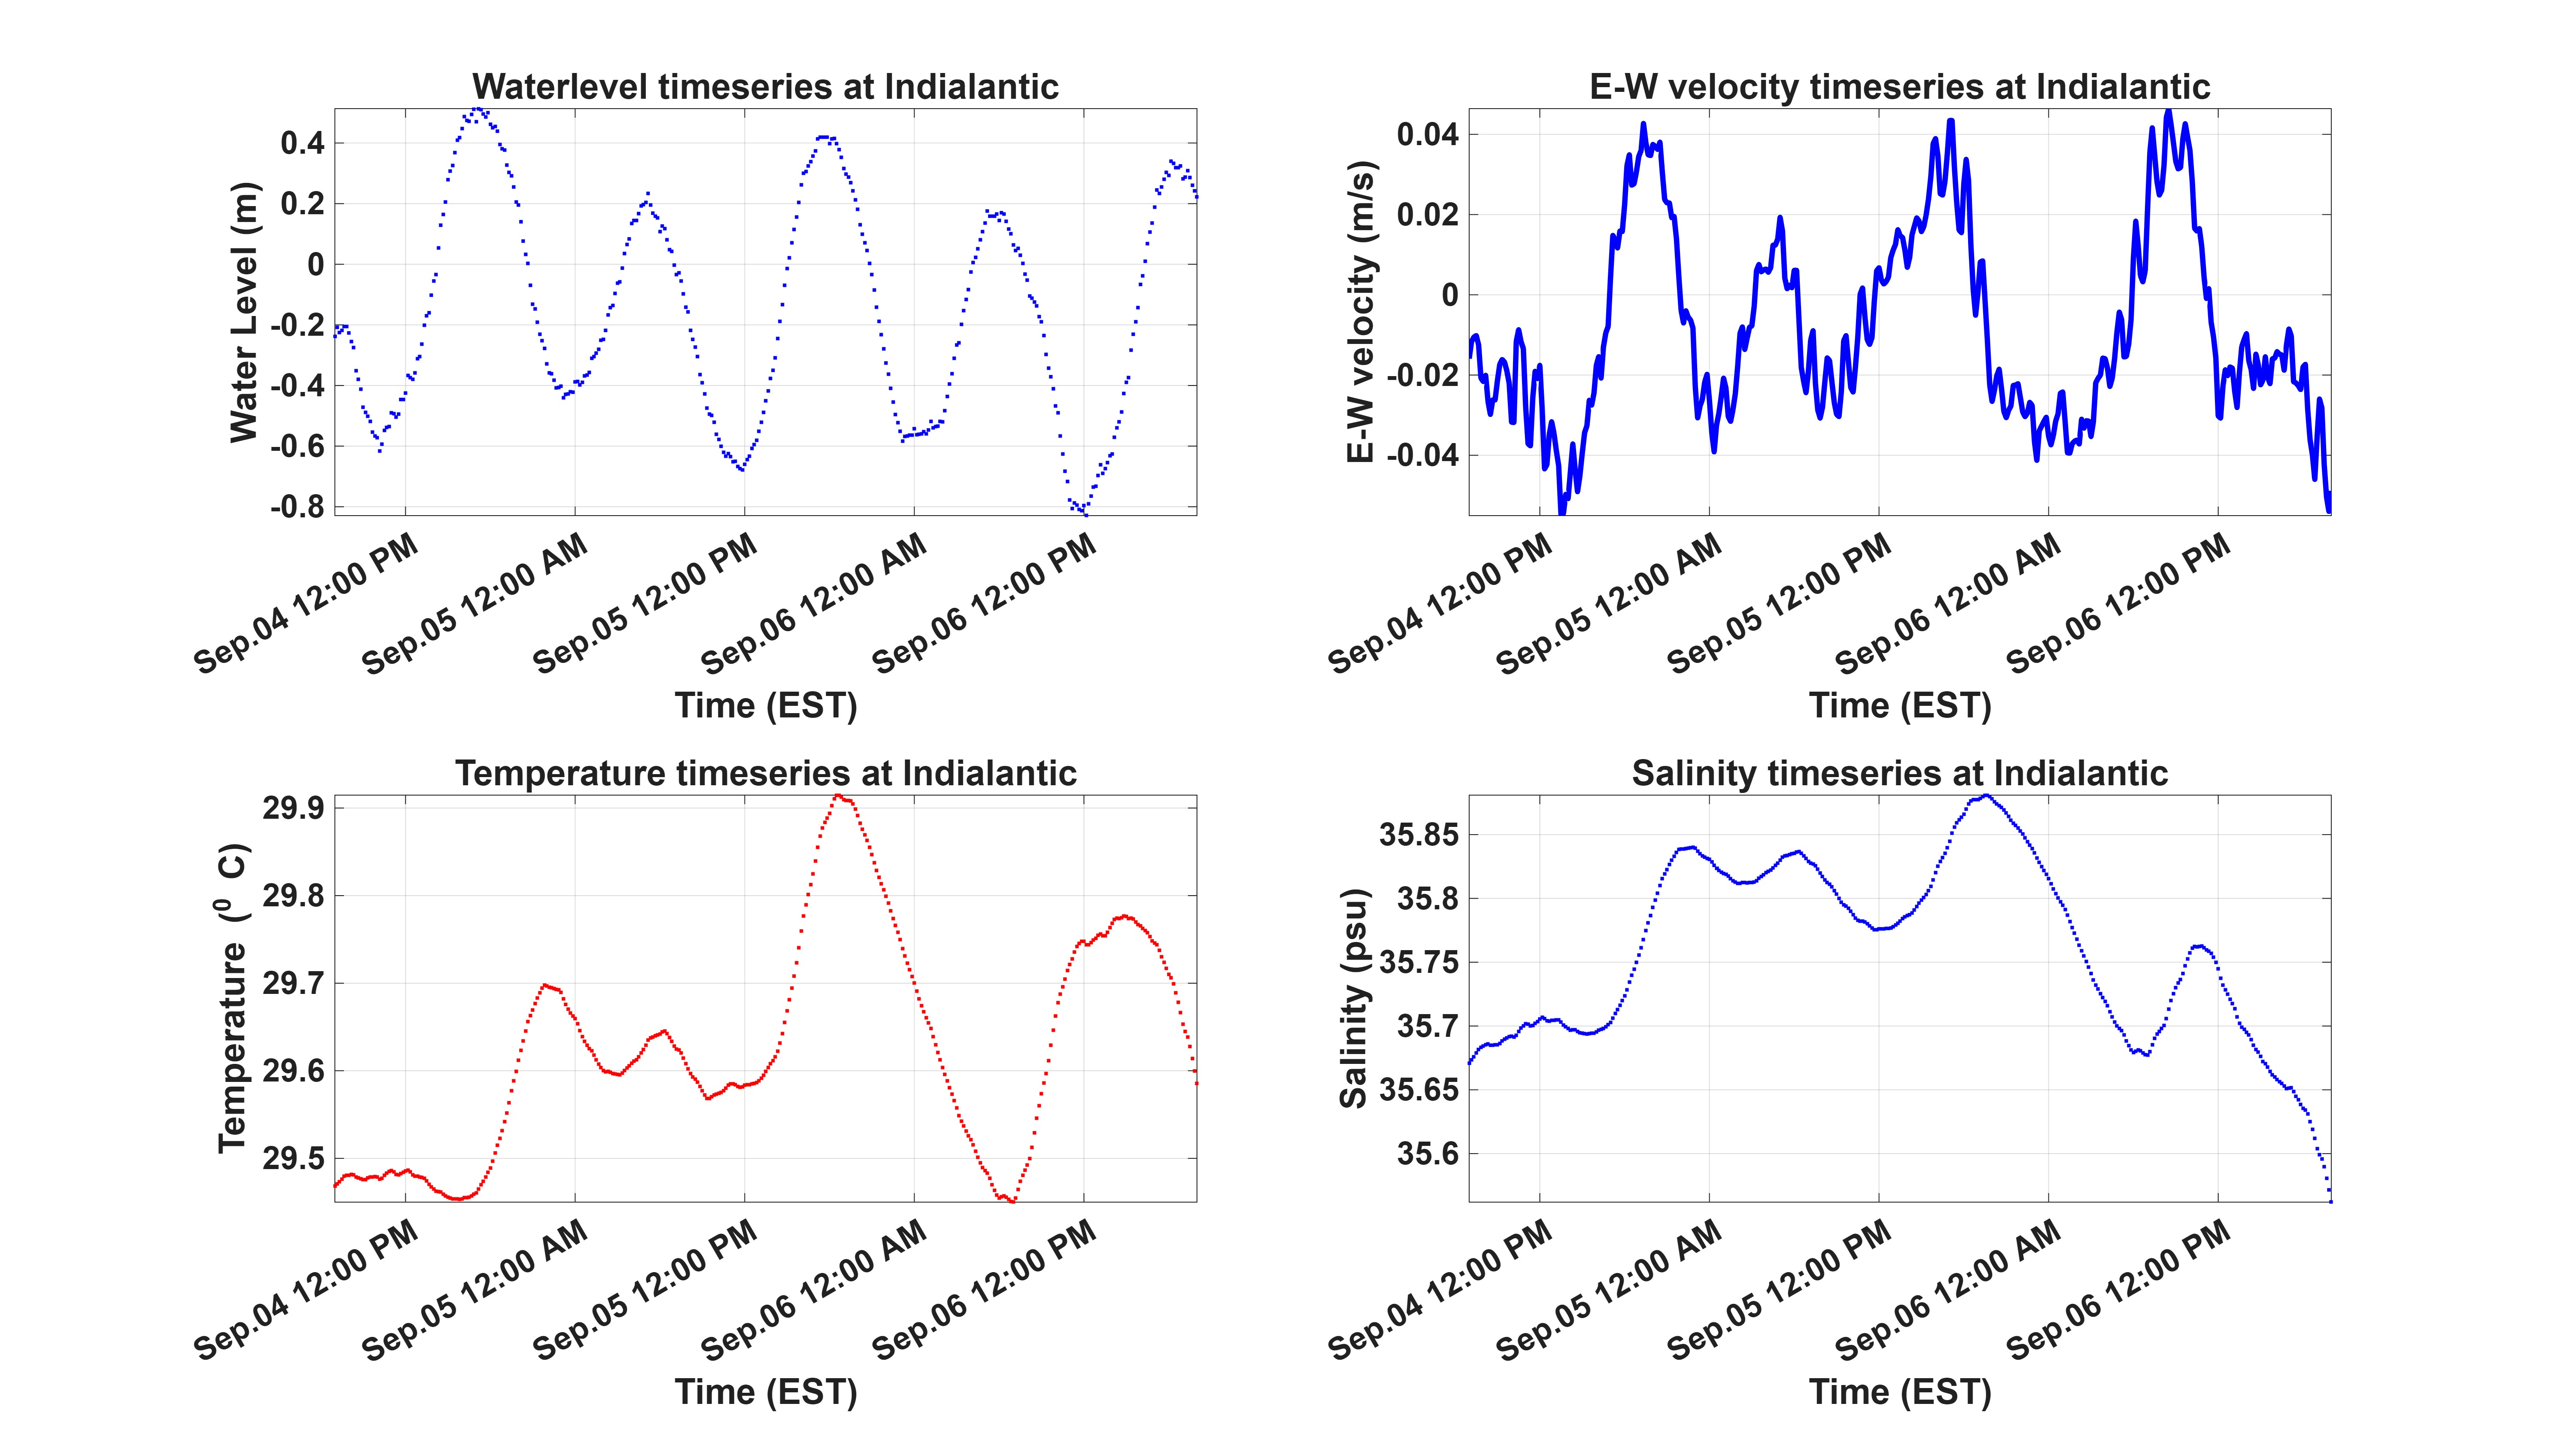 Waterlevel timeseries at Indialantic
Water Level (m)
0.4
0.2
0
-0.2
-0.4
-0.6
-0.8
Sep.04 12:00 PM
Sep.05 12:00 AM
Sep.05 12:00 PM
Sep.06 12:00 AM
Sep.06 12:00 PM
Time (EST)
E-W velocity timeseries at Indialantic
E-W velocity (m/s)
0.04
0.02
0
-0.02
-0.04
Sep.04 12:00 PM
Sep.05 12:00 AM
Sep.05 12:00 PM
Sep.06 12:00 AM
Sep.06 12:00 PM
Time (EST)
Temperature timeseries at Indialantic
Temperature (⁰ C)
29.9
29.8
29.7
29.6
29.5
Sep.04 12:00 PM
Sep.05 12:00 AM
Sep.05 12:00 PM
Sep.06 12:00 AM
Sep.06 12:00 PM
Time (EST)
Salinity timeseries at Indialantic
Salinity (psu)
35.85
35.8
35.75
35.7
35.65
35.6
Sep.04 12:00 PM
Sep.05 12:00 AM
Sep.05 12:00 PM
Sep.06 12:00 AM
Sep.06 12:00 PM
Time (EST)